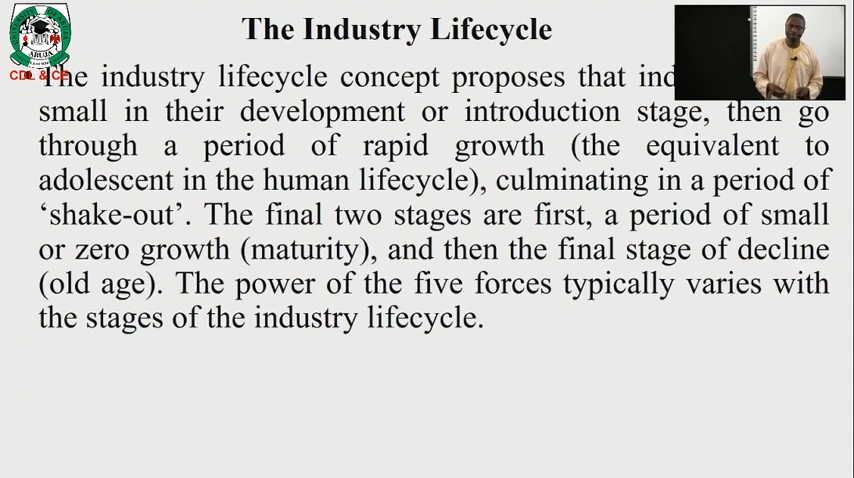 The Industry Lifecycle
UNIVERSITY OF ABUJA
ABUJA
CDL & CE
• The industry lifecycle concept proposes that
small in their development or introduction stage, then go
through a period of rapid growth (the equivalent to
adolescent in the human lifecycle), culminating in a period of
‘shake-out’. The final two stages are first, a period of small
or zero growth (maturity), and then the final stage of decline
(old age). The power of the five forces typically varies with
the stages of the industry lifecycle.